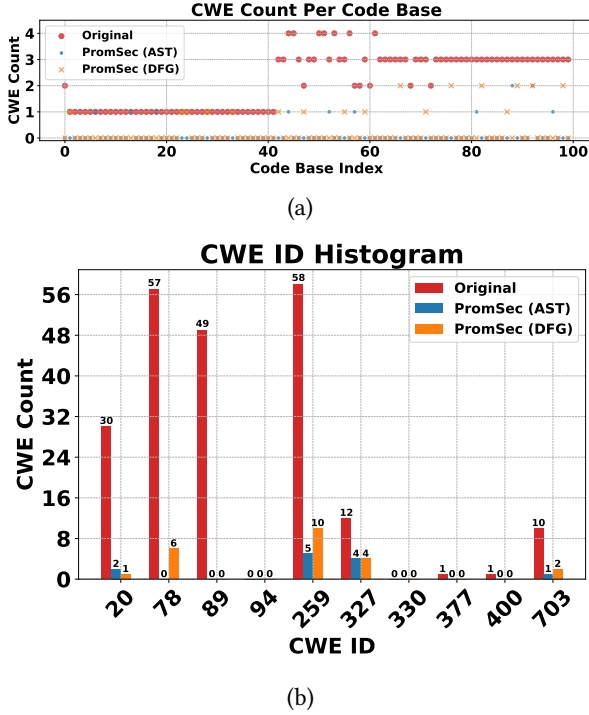 CWE Count Per Code Base
CWE Count
4
3
2
1
0
Original
PromSec (AST)
PromSec (DFG)
0 20 40 60 80 100
Code Base Index
(a)
CWE ID Histogram
CWE Count
56
48
40
32
24
16
8
0
Original
PromSec (AST)
PromSec (DFG)
30 2 1
57 0 6
49 0 0
0 0 0
58 5 10
12 4 4
0 0 0
1 0 0
1 0 0
10 1 2
20 78 89 94 259 327 330 377 400 703
CWE ID
(b)